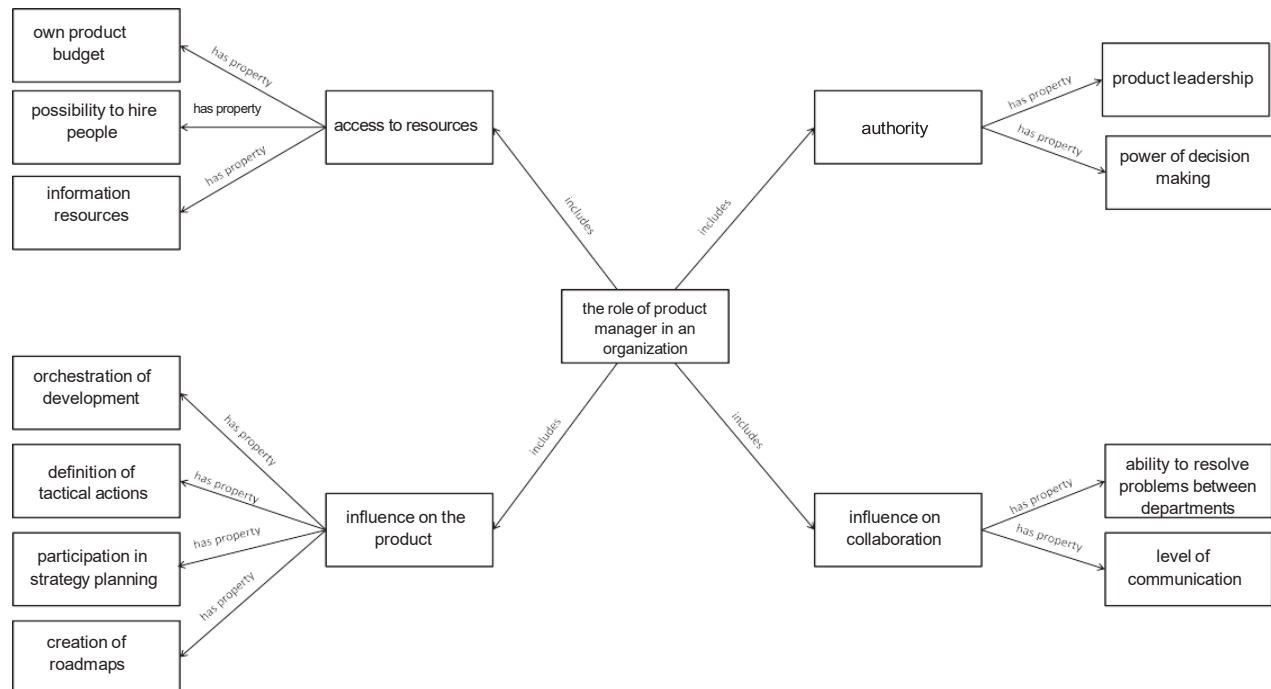 own product
budget
has property
possibility to hire
people
has property
information
resources
has property
access to resources
includes
authority
includes
has property
product leadership
has property
power of decision
making
the role of product
manager in an
organization
orchestration of
development
has property
definition of
tactical actions
has property
participation in
strategy planning
has property
creation of
roadmaps
has property
influence on the
product
includes
influence on
collaboration
includes
has property
ability to resolve
problems between
departments
has property
level of
communication